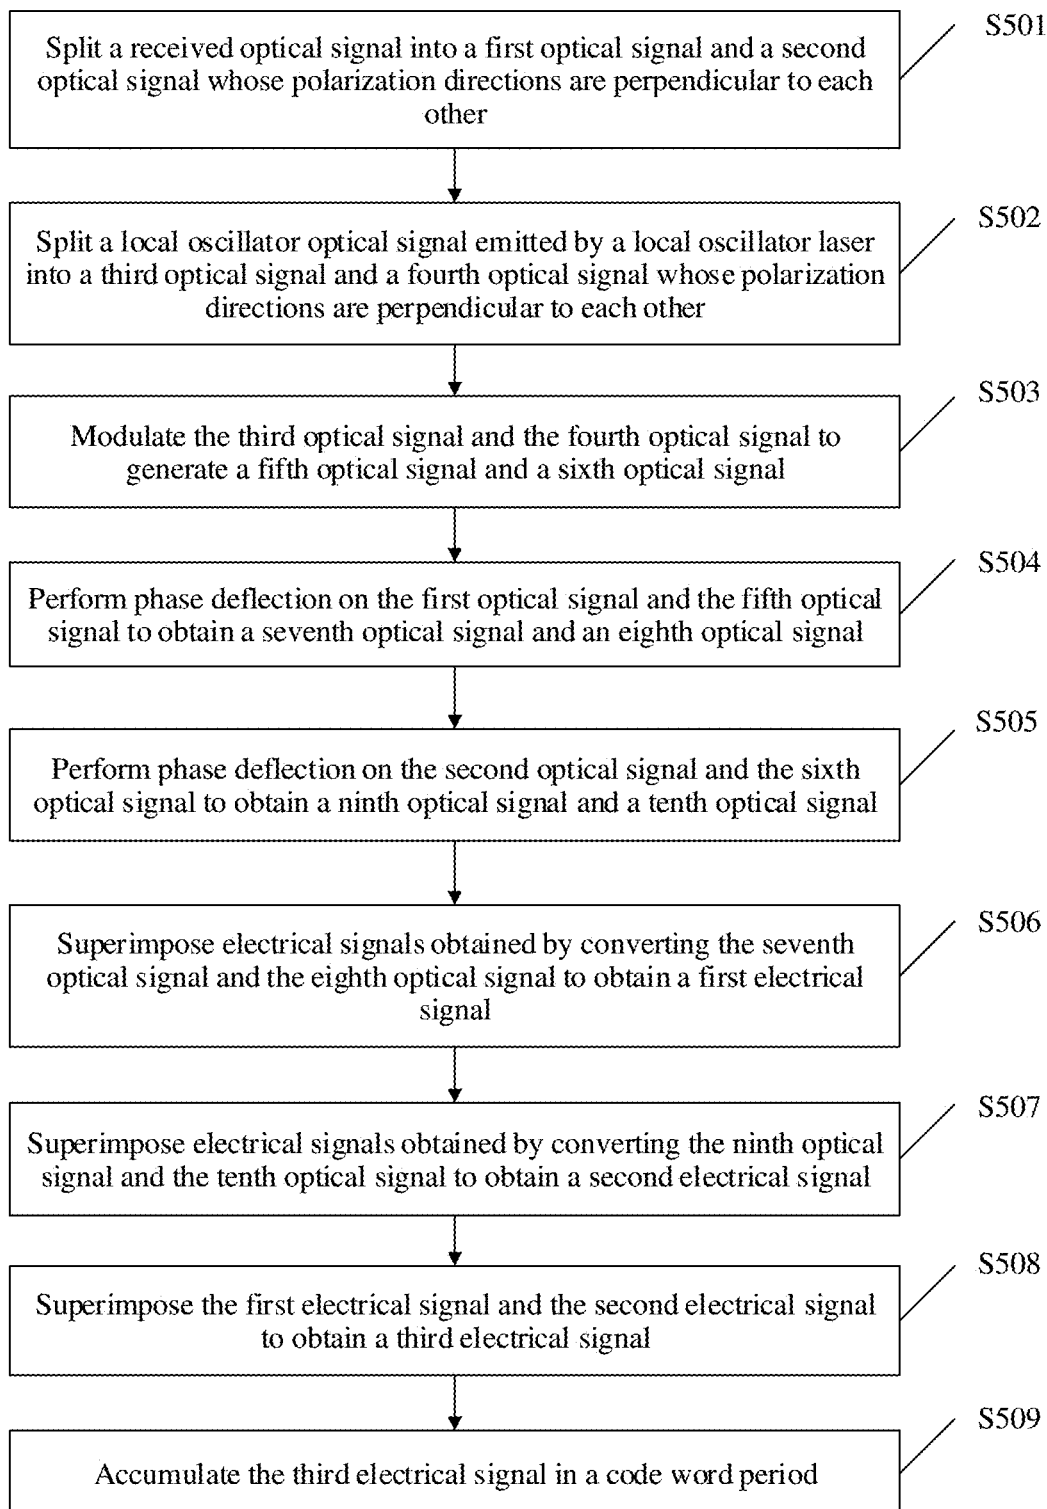 S501
Split a received optical signal into a first optical signal and a second
optical signal whose polarization directions are perpendicular to each
other
S502
Split a local oscillator optical signal emitted by a local oscillator laser
into a third optical signal and a fourth optical signal whose polarization
directions are perpendicular to each other
S503
Modulate the third optical signal and the fourth optical signal to
generate a fifth optical signal and a sixth optical signal
S504
Perform phase deflection on the first optical signal and the fifth optical
signal to obtain a seventh optical signal and an eighth optical signal
S505
Perform phase deflection on the second optical signal and the sixth
optical signal to obtain a ninth optical signal and a tenth optical signal
S506
Superimpose electrical signals obtained by converting the seventh
optical signal and the eighth optical signal to obtain a first electrical
signal
S507
Superimpose electrical signals obtained by converting the ninth optical
signal and the tenth optical signal to obtain a second electrical signal
S508
Superimpose the first electrical signal and the second electrical signal
to obtain a third electrical signal
S509
Accumulate the third electrical signal in a code word period